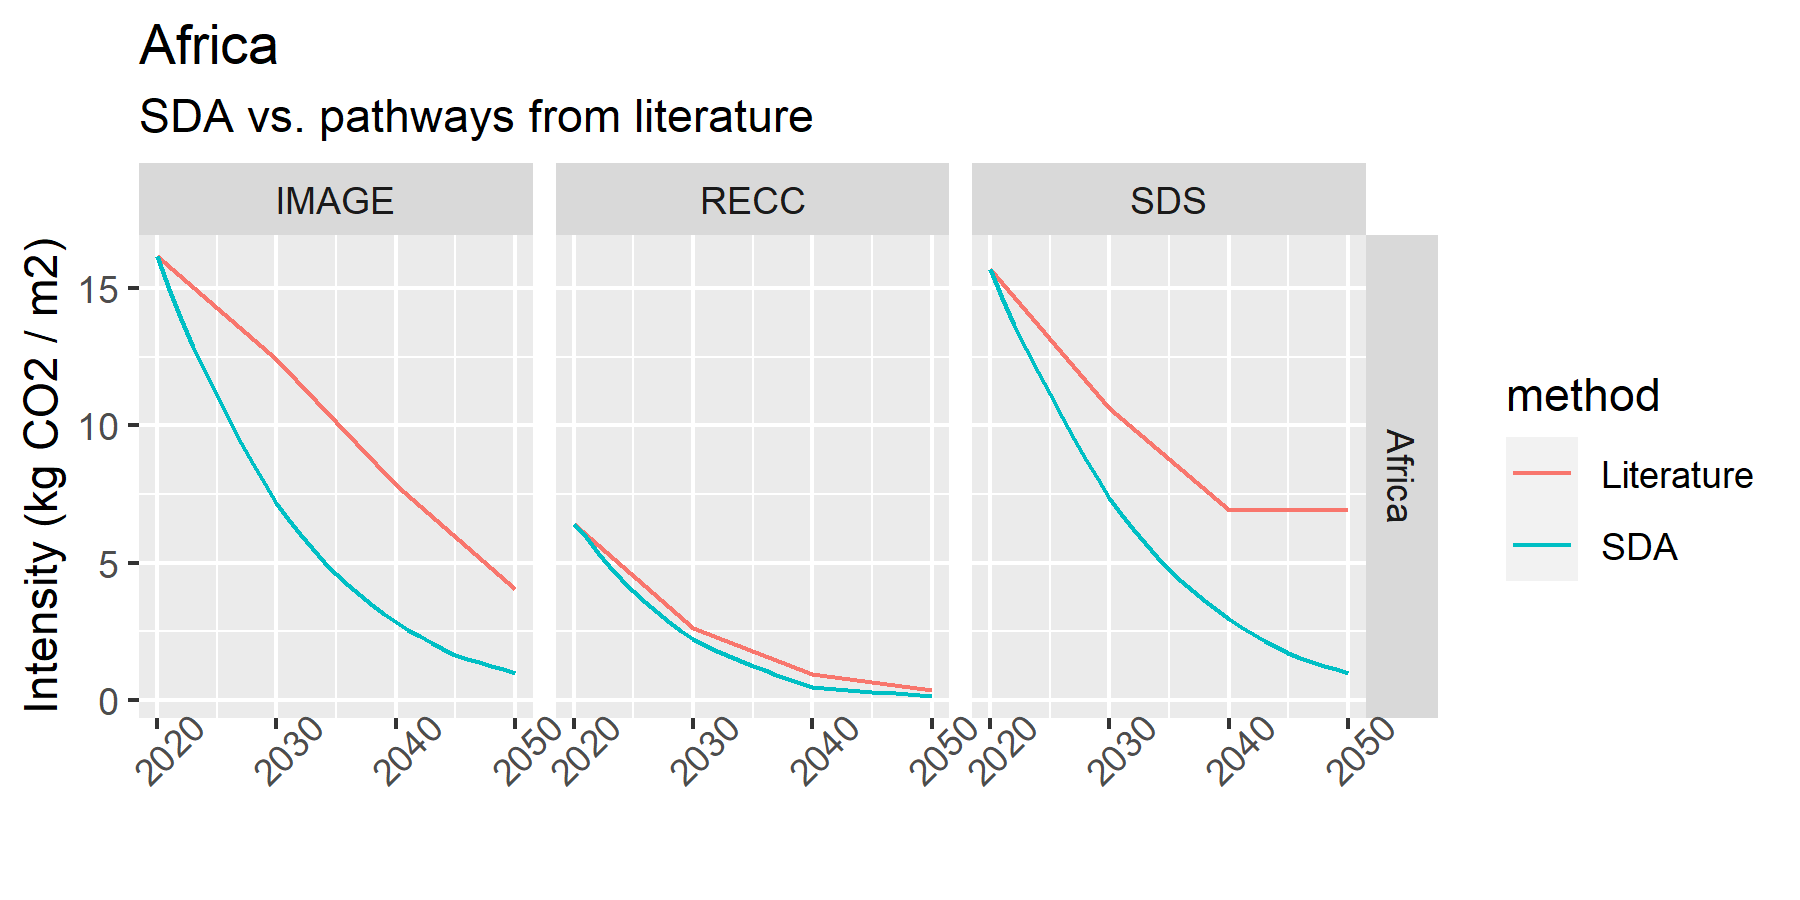 Africa
SDA vs. pathways from literature
IMAGE RECC SDS
Africa
Intensity (kg CO2 / m2)
15
10
5
0
2020 2030 2040 2050 2020 2030 2040 2050 2020 2030 2040 2050
method
Literature
SDA